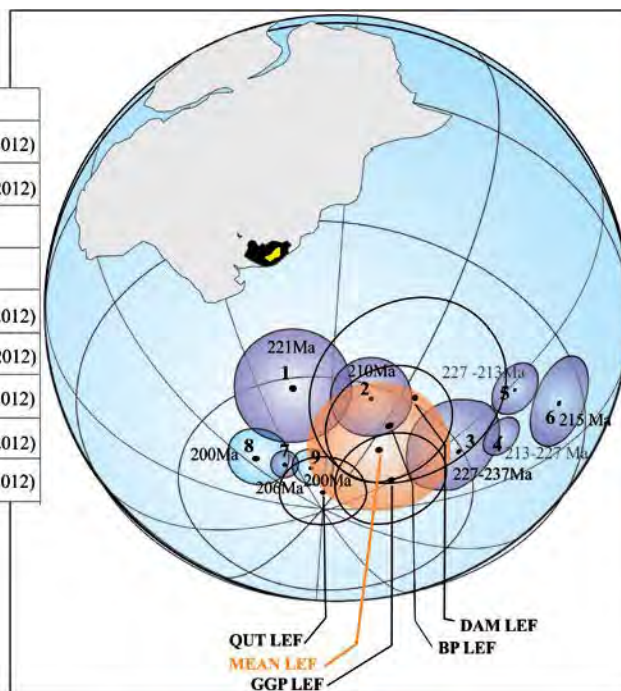 012)
2012)
012)
012)
012)
012)
012)
221Ma
1
210Ma
2
227 -213Ma
5
6
215 Ma
3
4
213-227 Ma
227-237Ma
8
7
9
200Ma
206Ma
200Ma
DAM LEF
QUT LEF
BP LEF
MEAN LEF
GGP LEF